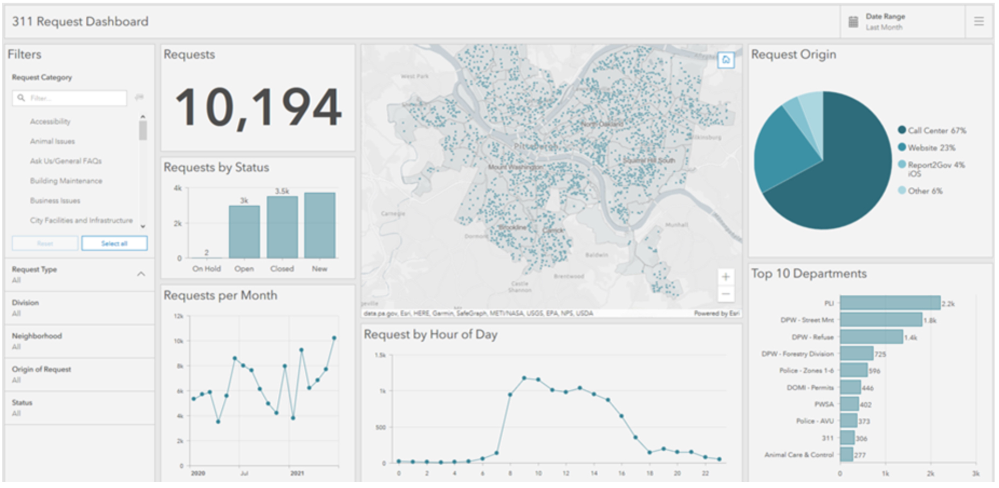 311 Request Dashboard
Date Range
Last Month
Filters
Request Category
Filter...
Accessibility
Animal Issues
Ask Us/General FAQs
Building Maintenance
Business Issues
City Facilities and Infrastructure
Reset
Select all
Request Type
All
Division
All
Neighborhood
All
Origin of Request
All
Status
All
Requests
10,194
Requests by Status
4k
2k
0
2
3k
3.5k
On Hold Open Closed New
Requests per Month
12k
10k
8k
6k
4k
2k
0
2020 Jul 2021
West Park
North Oakland
Pittsburgh
Squirrel Hill South
Mount Washington
Carnegie
Munhall
Brookline
Carrick
Dormont
Baldwin
Brentwood
Castle
Shannon
+
−
data.pa.gov, Esri, HERE, Garmin, SafeGraph, METI/NASA, USGS, EPA, NPS, USDA
Powered by Esri
Request by Hour of Day
1.5k
1k
500
0
0 2 4 6 8 10 12 14 16 18 20 22
Request Origin
Call Center 67%
Website 23%
Report2Gov 4%
iOS
Other 6%
Top 10 Departments
PLI 2.2k
DPW - Street Mnt 1.8k
DPW - Refuse 1.4k
DPW - Forestry Division 725
Police - Zones 1-6 596
DOMI - Permits 446
PWSA 402
Police - AVU 373
311 306
Animal Care & Control 277
0 1k 2k 3k